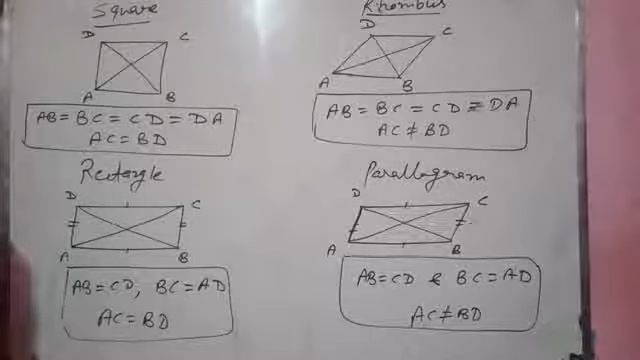 Square
D C
A B
AB = BC = CD = DA
AC = BD
Rhombus
D C
A B
AB = BC = CD = DA
AC ≠ BD
Rectangle
D C
A B
AB = CD, BC = AD
AC = BD
Parallogram
D C
A B
AB = CD & BC = AD
AC ≠ BD